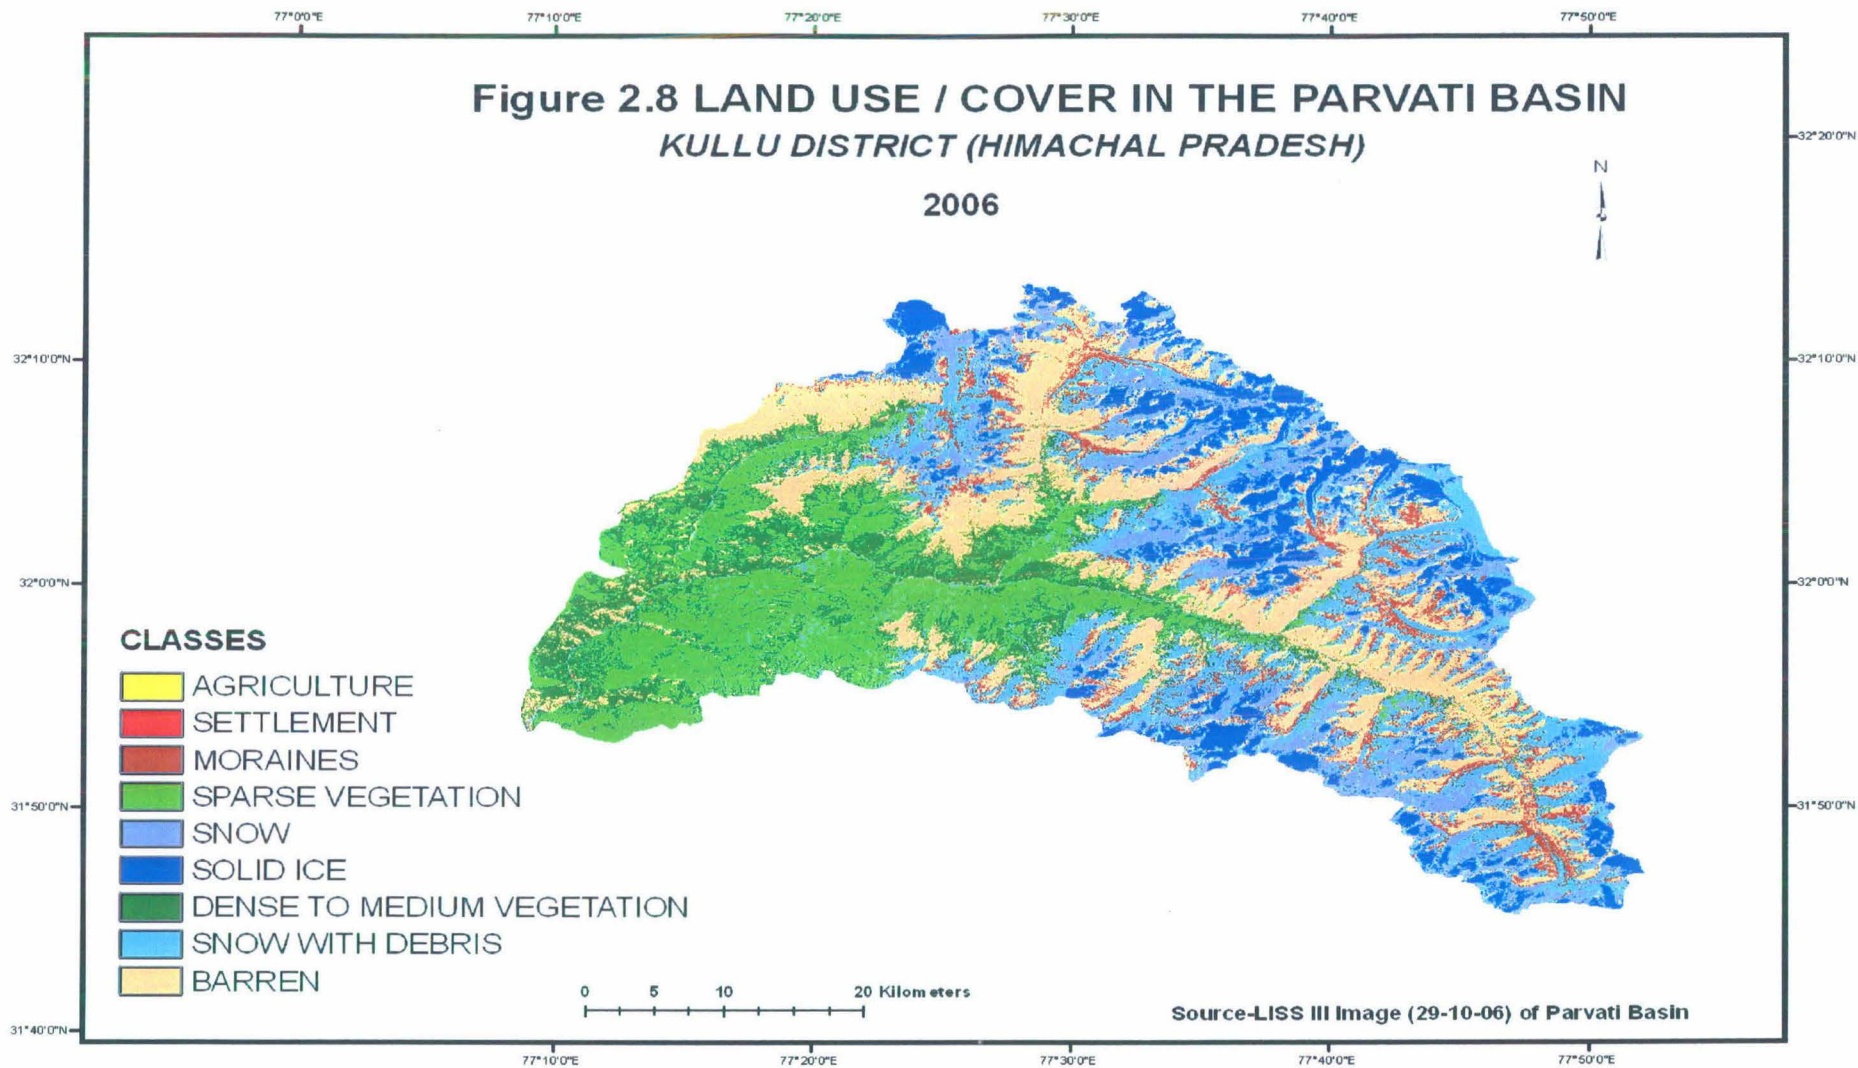 77°0'0"E 77°10'0"E 77°20'0"E 77°30'0"E 77°40'0"E 77°50'0"E
Figure 2.8 LAND USE / COVER IN THE PARVATI BASIN
32°20'0"N
KULLU DISTRICT (HIMACHAL PRADESH)
N
2006
32°10'0"N 32°10'0"N
32°0'0"N 32°0'0"N
CLASSES
AGRICULTURE
SETTLEMENT
MORAINES
SPARSE VEGETATION
31°50'0"N 31°50'0"N
SNOW
SOLID ICE
DENSE TO MEDIUM VEGETATION
SNOW WITH DEBRIS
BARREN
0 5 10 20 Kilometers
Source-LISS III Image (29-10-06) of Parvati Basin
31°40'0"N
77°10'0"E 77°20'0"E 77°30'0"E 77°40'0"E 77°50'0"E